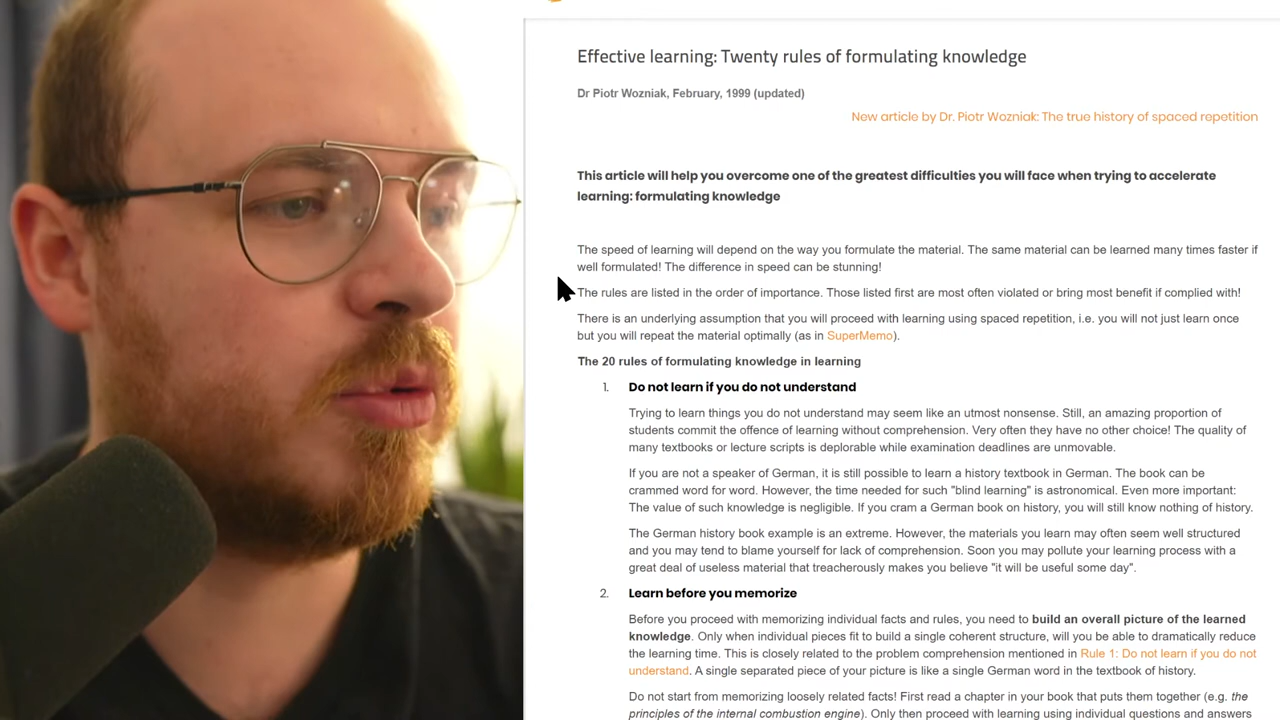 Effective learning: Twenty rules of formulating knowledge
Dr Piotr Wozniak, February, 1999 (updated)
New article by Dr. Piotr Wozniak: The true history of spaced repetition
This article will help you overcome one of the greatest difficulties you will face when trying to accelerate
learning: formulating knowledge
The speed of learning will depend on the way you formulate the material. The same material can be learned many times faster if
well formulated! The difference in speed can be stunning!
The rules are listed in the order of importance. Those listed first are most often violated or bring most benefit if complied with!
There is an underlying assumption that you will proceed with learning using spaced repetition, i.e. you will not just learn once
but you will repeat the material optimally (as in SuperMemo).
The 20 rules of formulating knowledge in learning
1. Do not learn if you do not understand
Trying to learn things you do not understand may seem like an utmost nonsense. Still, an amazing proportion of
students commit the offence of learning without comprehension. Very often they have no other choice! The quality of
many textbooks or lecture scripts is deplorable while examination deadlines are unmovable.
If you are not a speaker of German, it is still possible to learn a history textbook in German. The book can be
crammed word for word. However, the time needed for such "blind learning" is astronomical. Even more important:
The value of such knowledge is negligible. If you cram a German book on history, you will still know nothing of history.
The German history book example is an extreme. However, the materials you learn may often seem well structured
and you may tend to blame yourself for lack of comprehension. Soon you may pollute your learning process with a
great deal of useless material that treacherously makes you believe "it will be useful some day".
2. Learn before you memorize
Before you proceed with memorizing individual facts and rules, you need to build an overall picture of the learned
knowledge. Only when individual pieces fit to build a single coherent structure, will you be able to dramatically reduce
the learning time. This is closely related to the problem comprehension mentioned in Rule 1: Do not learn if you do not
understand. A single separated piece of your picture is like a single German word in the textbook of history.
Do not start from memorizing loosely related facts! First read a chapter in your book that puts them together (e.g. the
principles of the internal combustion engine). Only then proceed with learning using individual questions and answers